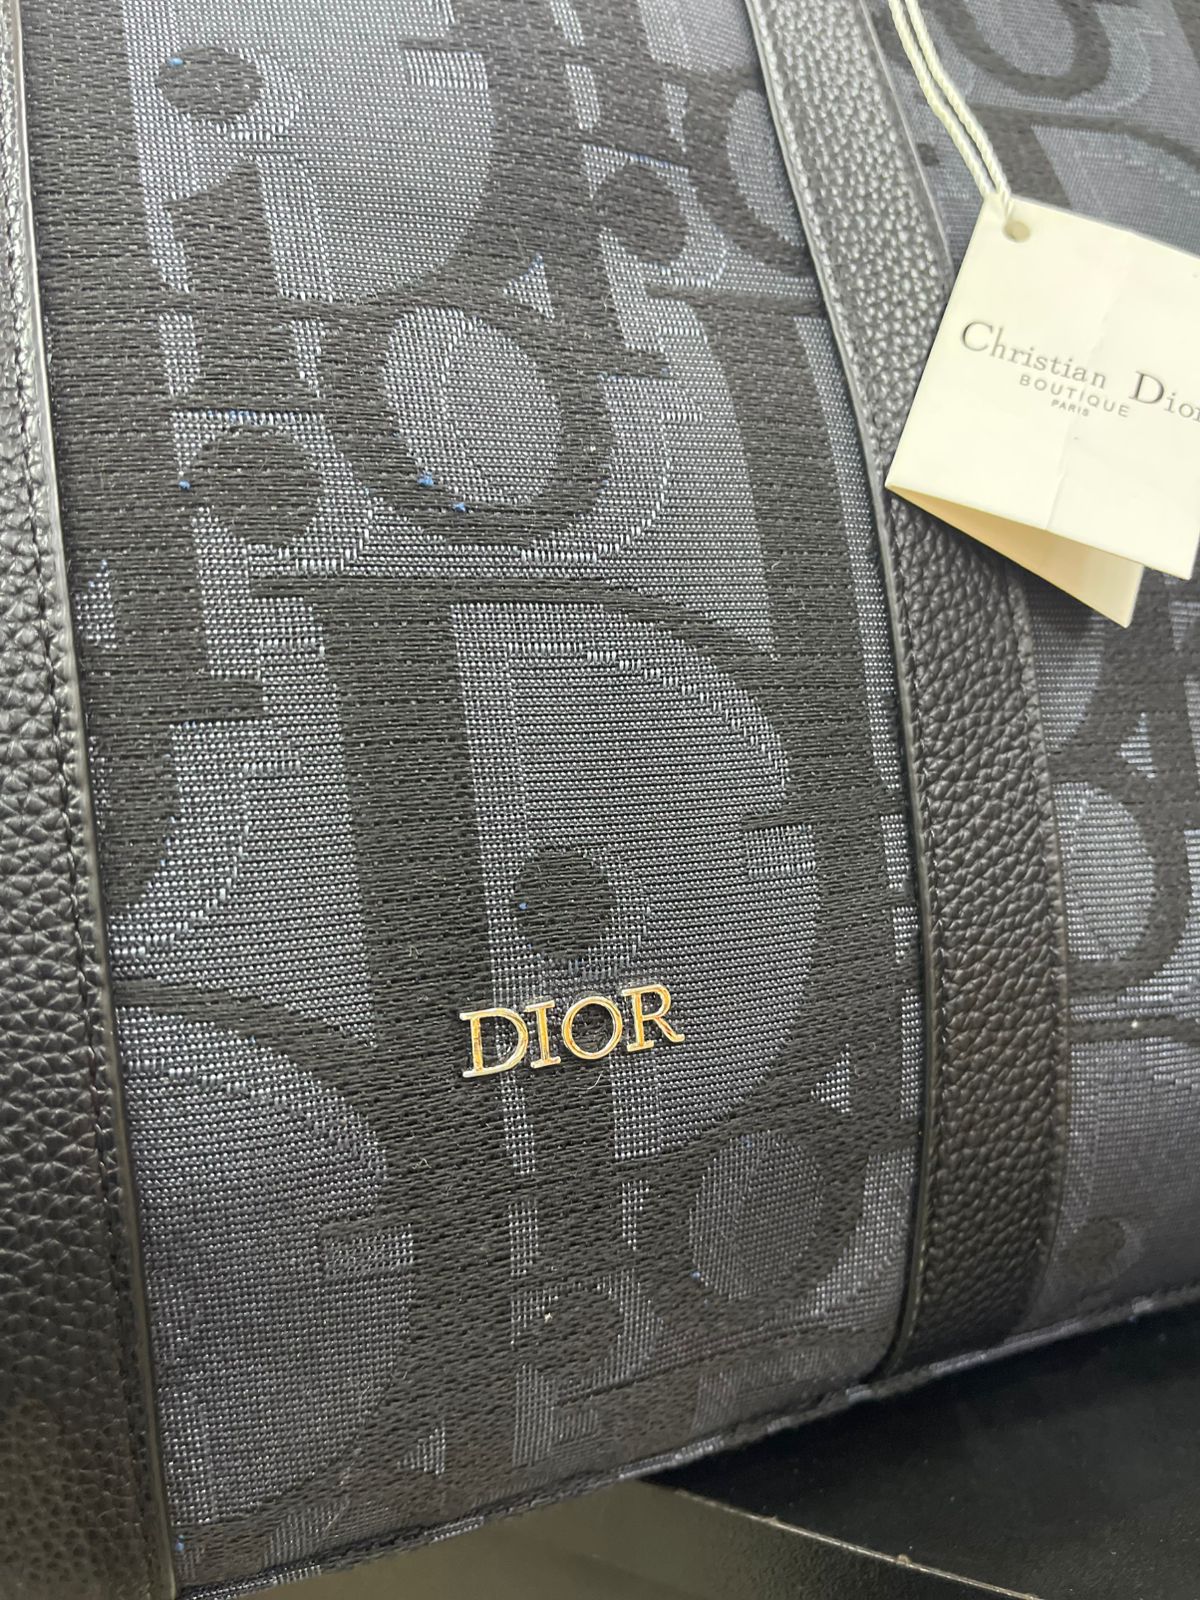 Christian Dior
BOUTIQUE
PARIS
DIOR